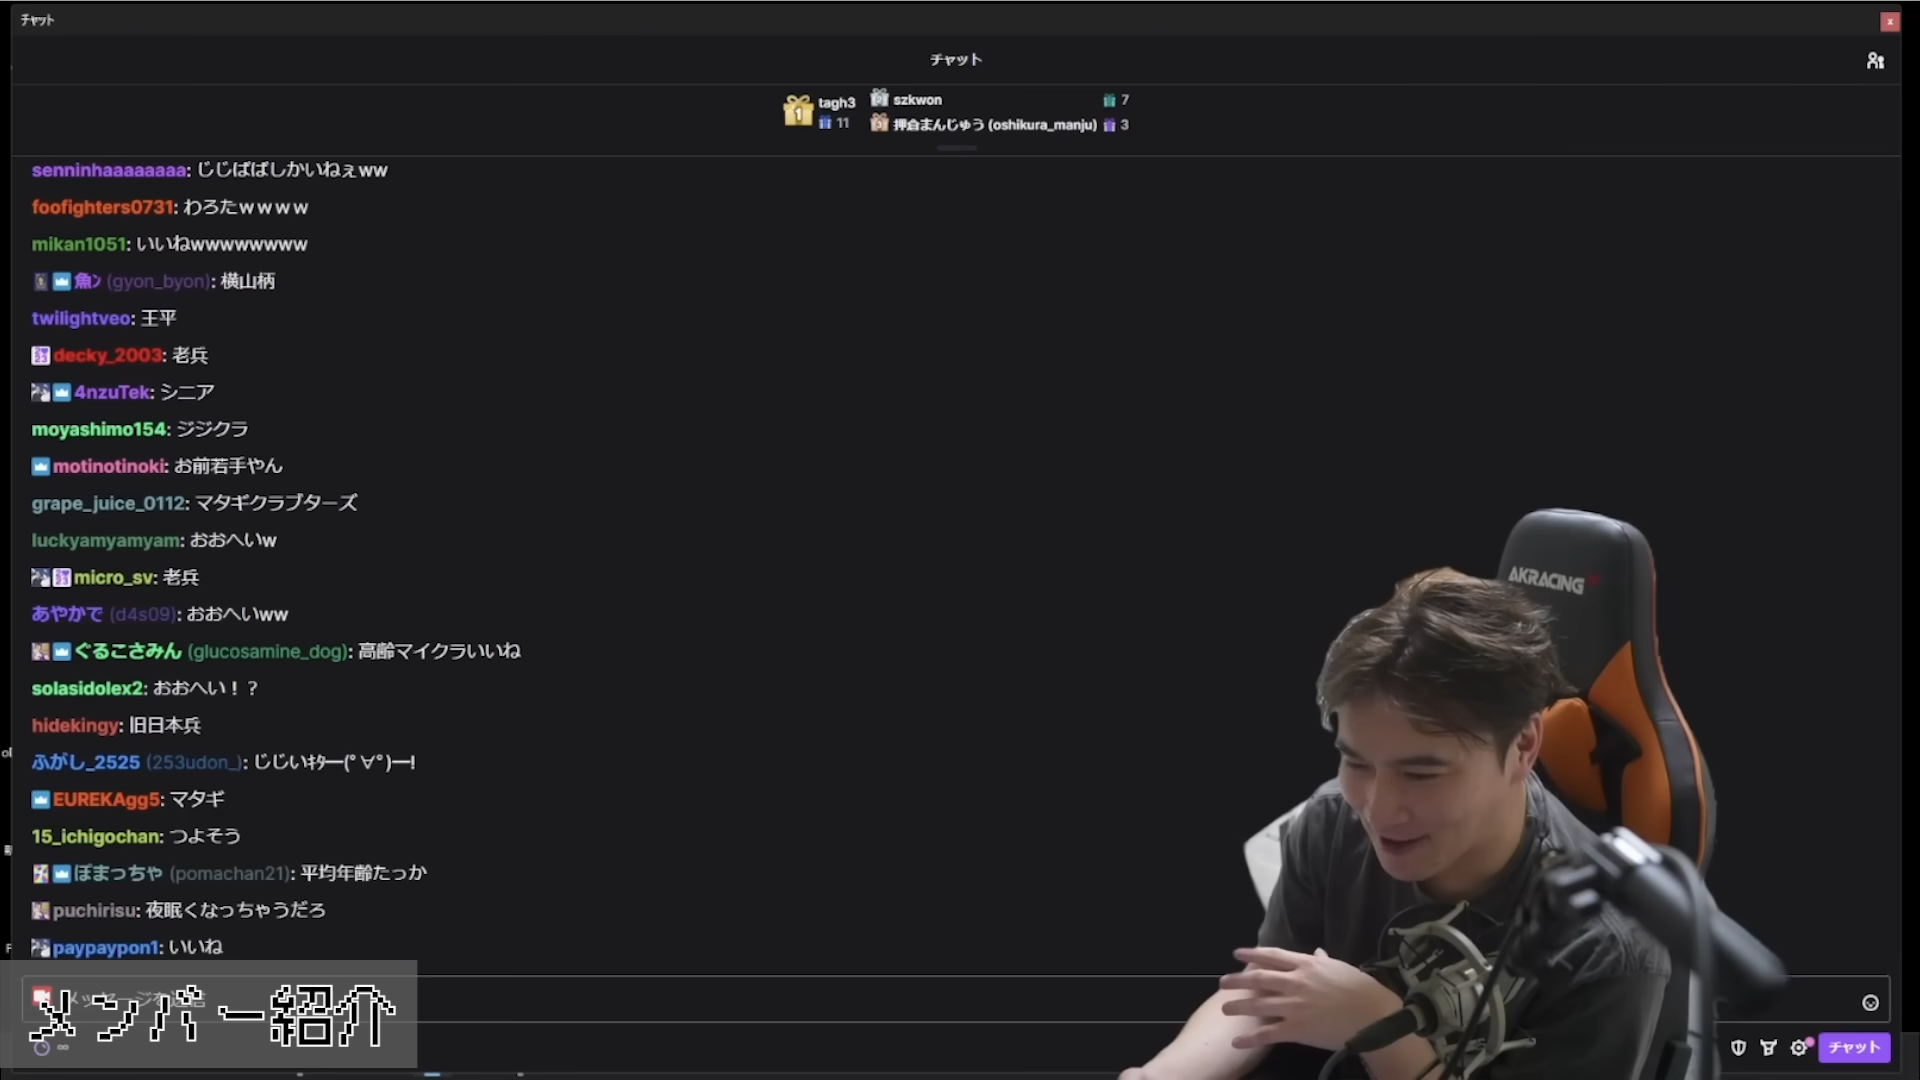 チャット
x
チャット
1 tagh3 11
szkwon 7
押倉まんじゅう (oshikura_manju) 3
senninhaaaaaaaa: じじばばしかいねぇww
foofighters0731: わろたｗｗｗｗ
mikan1051: いいねwwwwwwww
魚ﾝ (gyon_byon): 横山柄
twilightveo: 王平
decky_2003: 老兵
4nzuTek: シニア
moyashimo154: ジジクラ
motinotinoki: お前若手やん
grape_juice_0112: マタギクラブターズ
luckyamyamyam: おおへいw
micro_sv: 老兵
あやかで (d4s09): おおへいww
ぐるこさみん (glucosamine_dog): 高齢マイクラいいね
solasidolex2: おおへい！？
hidekingy: 旧日本兵
ふがし_2525 (253udon_): じじいｷﾀ━(ﾟ∀ﾟ)━!
EUREKAgg5: マタギ
15_ichigochan: つよそう
ぽまっちゃ (pomachan21): 平均年齢たっか
puchirisu: 夜眠くなっちゃうだろ
paypaypon1: いいね
メンバー紹介
AKRACING
チャット